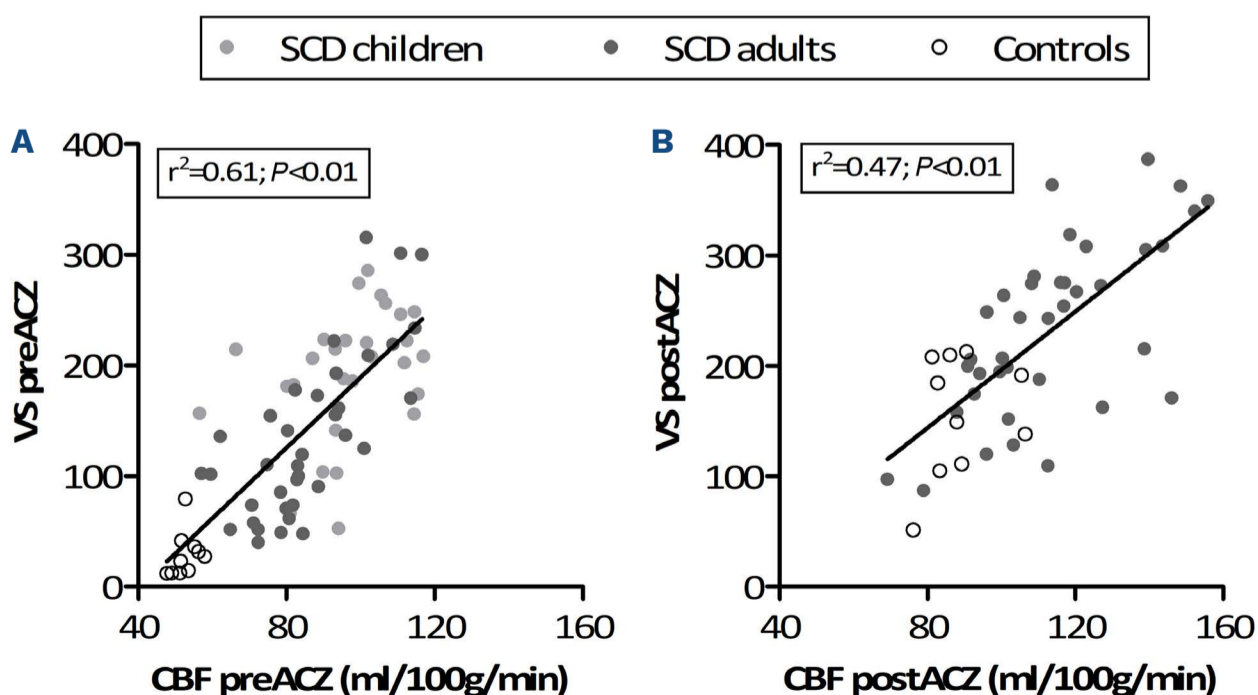 SCD children SCD adults Controls
A
r²=0.61; P<0.01
400
300
200
100
0
VS preACZ
40 80 120 160
CBF preACZ (ml/100g/min)
B
r²=0.47; P<0.01
400
300
200
100
0
VS postACZ
40 80 120 160
CBF postACZ (ml/100g/min)